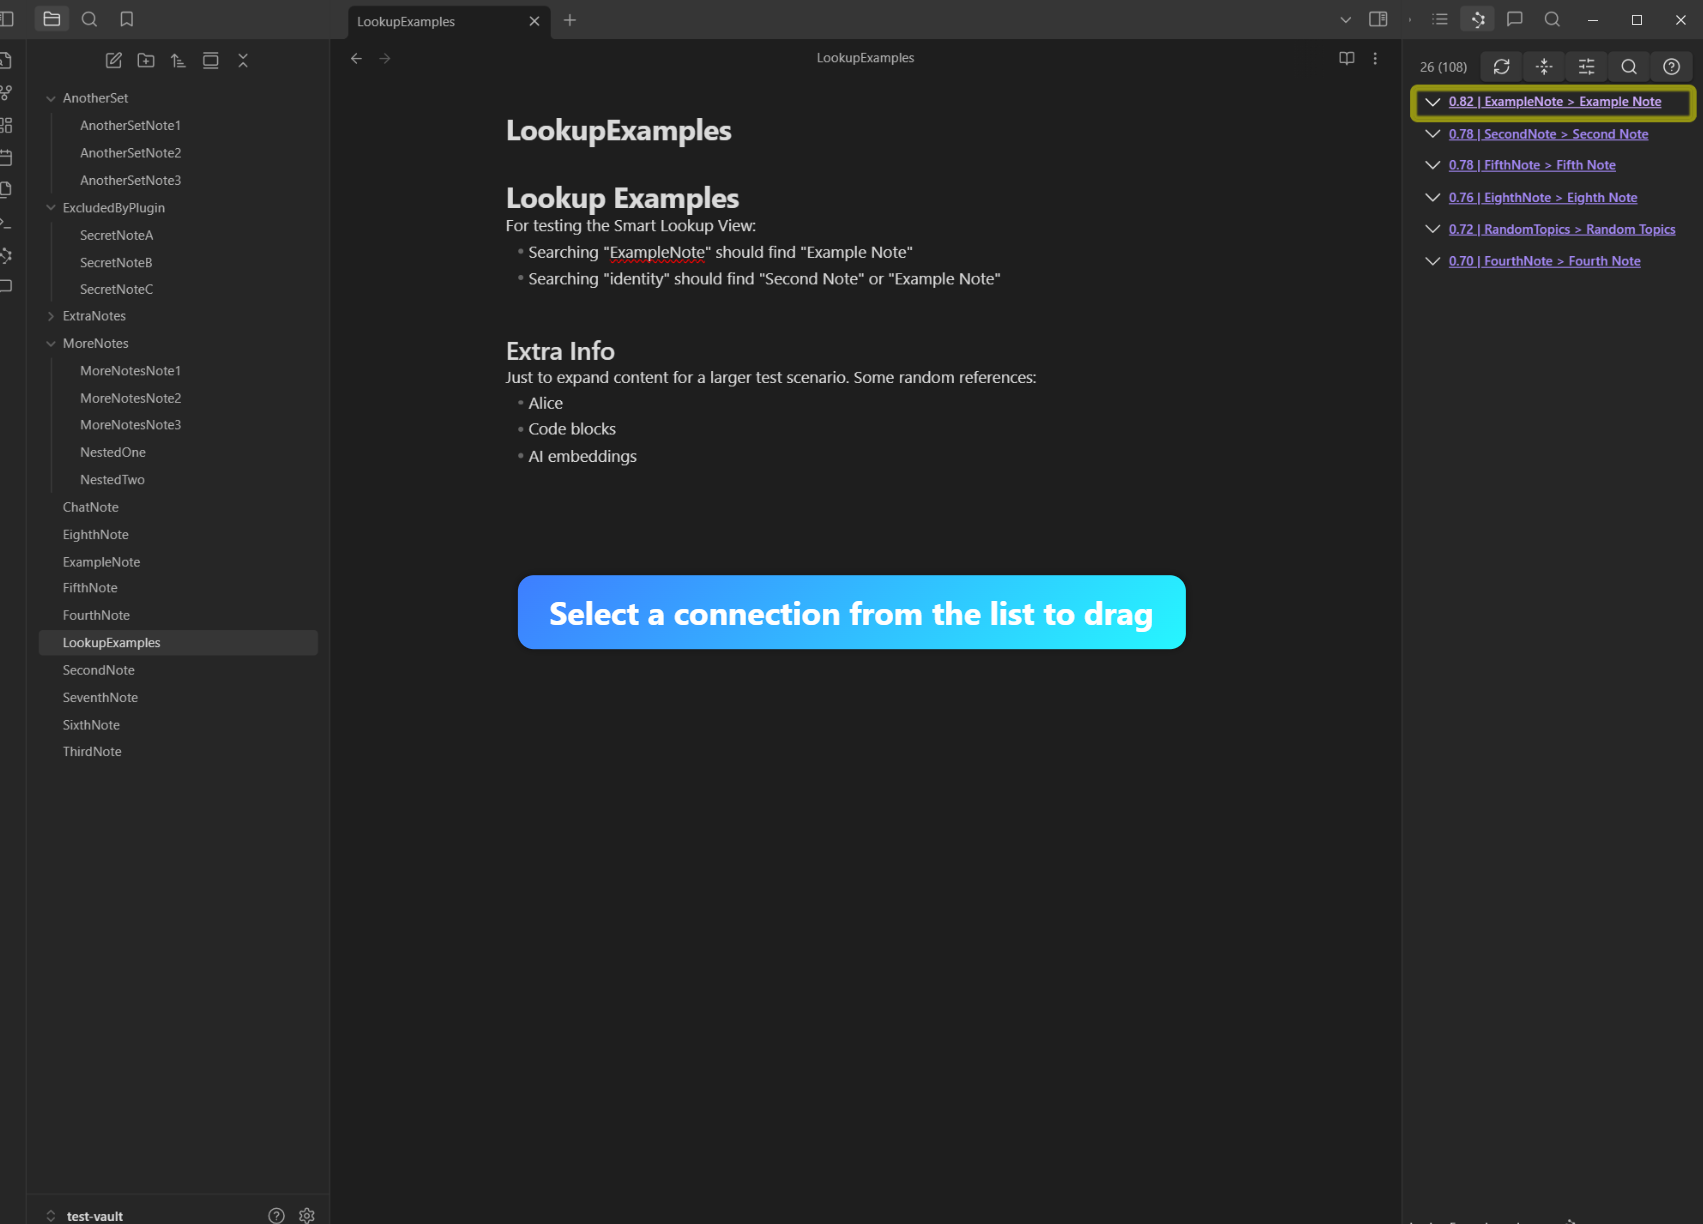 LookupExamples
LookupExamples
26 (108)
AnotherSet
AnotherSetNote1
AnotherSetNote2
AnotherSetNote3
ExcludedByPlugin
SecretNoteA
SecretNoteB
SecretNoteC
ExtraNotes
MoreNotes
MoreNotesNote1
MoreNotesNote2
MoreNotesNote3
NestedOne
NestedTwo
ChatNote
EighthNote
ExampleNote
FifthNote
FourthNote
LookupExamples
SecondNote
SeventhNote
SixthNote
ThirdNote
test-vault
LookupExamples
Lookup Examples
For testing the Smart Lookup View:
• Searching "ExampleNote" should find "Example Note"
• Searching "identity" should find "Second Note" or "Example Note"
Extra Info
Just to expand content for a larger test scenario. Some random references:
• Alice
• Code blocks
• AI embeddings
Select a connection from the list to drag
0.82 | ExampleNote > Example Note
0.78 | SecondNote > Second Note
0.78 | FifthNote > Fifth Note
0.76 | EighthNote > Eighth Note
0.72 | RandomTopics > Random Topics
0.70 | FourthNote > Fourth Note